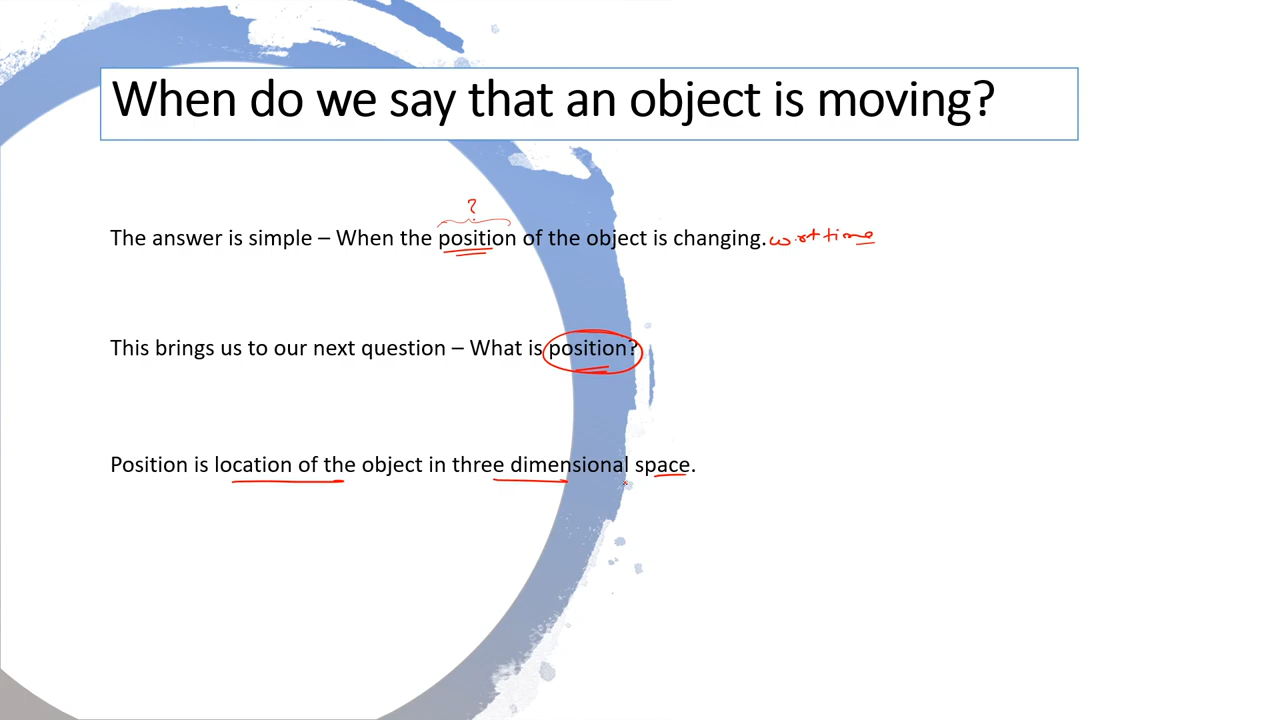 When do we say that an object is moving?
?
The answer is simple – When the position of the object is changing. w.r.t time
This brings us to our next question – What is position?
Position is location of the object in three dimensional space.